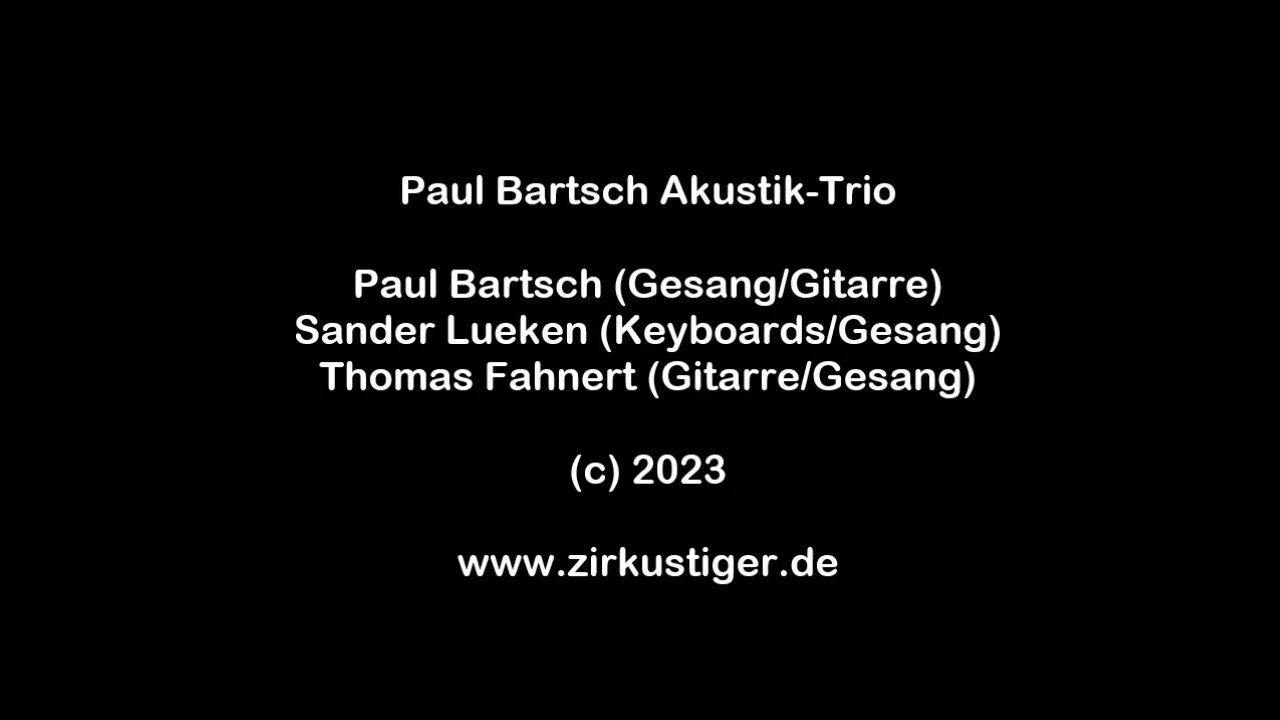 Paul Bartsch Akustik-Trio
Paul Bartsch (Gesang/Gitarre)
Sander Lueken (Keyboards/Gesang)
Thomas Fahnert (Gitarre/Gesang)
(c) 2023
www.zirkustiger.de